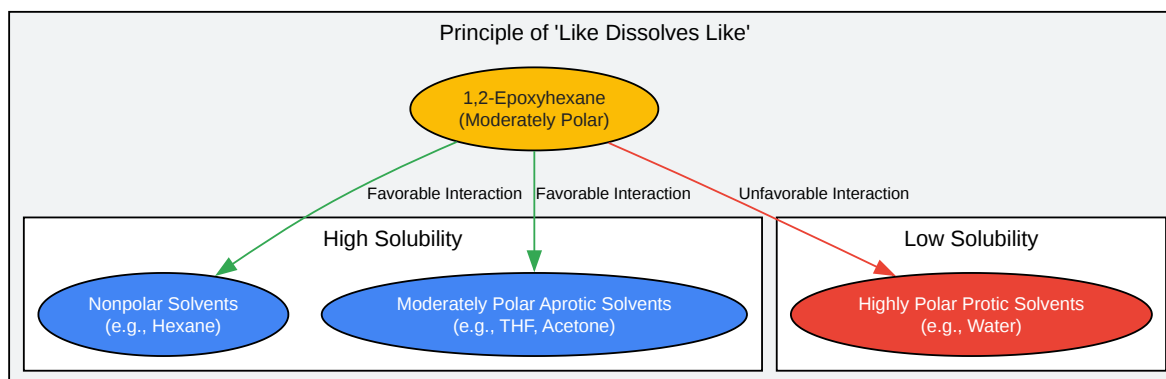 Principle of 'Like Dissolves Like'
1,2-Epoxyhexane
(Moderately Polar)
Favorable Interaction
Favorable Interaction
Unfavorable Interaction
High Solubility
Low Solubility
Nonpolar Solvents
(e.g., Hexane)
Moderately Polar Aprotic Solvents
(e.g., THF, Acetone)
Highly Polar Protic Solvents
(e.g., Water)